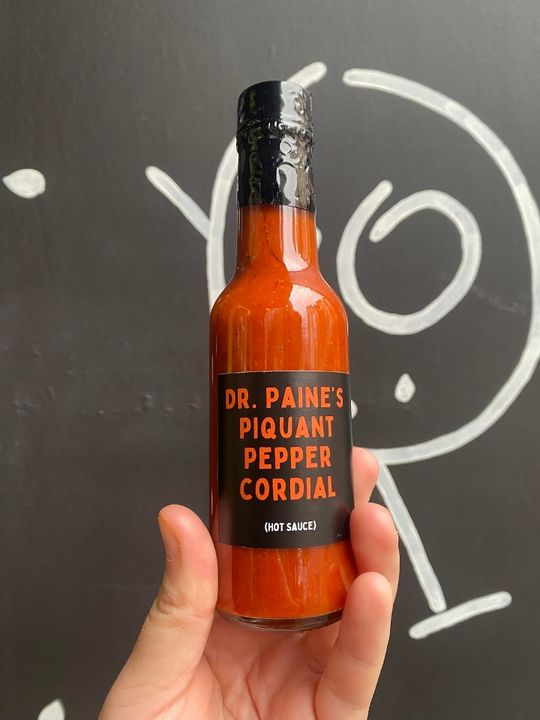 DR. PAINE'S
PIQUANT
PEPPER
CORDIAL
(HOT SAUCE)